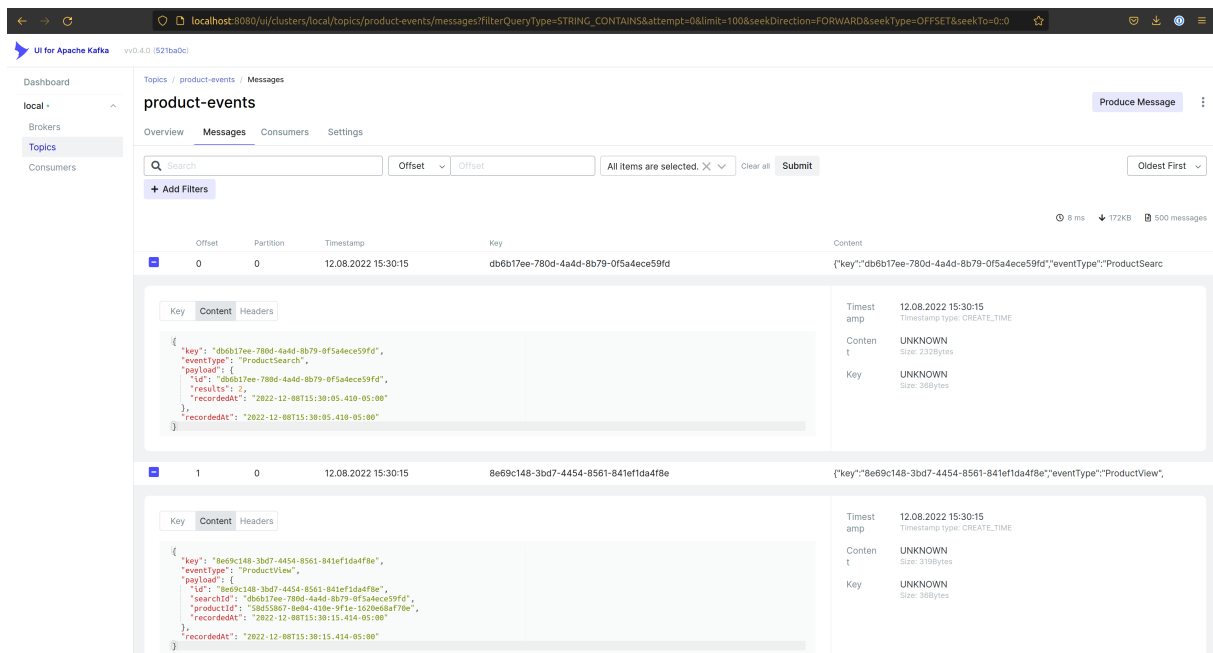 localhost:8080/ui/clusters/local/topics/product-events/messages?filterQueryType=STRING_CONTAINS&attempt=0&limit=100&seekDirection=FORWARD&seekType=OFFSET&seekTo=0::0
UI for Apache Kafka vv0.4.0 (521ba0c)
Dashboard
local
Brokers
Topics
Consumers
Topics / product-events / Messages
product-events
Produce Message
Overview Messages Consumers Settings
Search Offset Offset All items are selected. Clear all Submit Oldest First
+ Add Filters
8 ms 172KB 500 messages
Offset Partition Timestamp Key Content
0 0 12.08.2022 15:30:15 db6b17ee-780d-4a4d-8b79-0f5a4ece59fd {"key":"db6b17ee-780d-4a4d-8b79-0f5a4ece59fd","eventType":"ProductSearc
Key Content Headers
{
"key": "db6b17ee-780d-4a4d-8b79-0f5a4ece59fd",
"eventType": "ProductSearch",
"payload": {
"id": "db6b17ee-780d-4a4d-8b79-0f5a4ece59fd",
"results": 2,
"recordedAt": "2022-12-08T15:30:05.410-05:00"
},
"recordedAt": "2022-12-08T15:30:05.410-05:00"
}
Timest
amp
12.08.2022 15:30:15
Timestamp type: CREATE_TIME
Conten
t
UNKNOWN
Size: 232Bytes
Key UNKNOWN
Size: 36Bytes
1 0 12.08.2022 15:30:15 8e69c148-3bd7-4454-8561-841ef1da4f8e {"key":"8e69c148-3bd7-4454-8561-841ef1da4f8e","eventType":"ProductView",
Key Content Headers
{
"key": "8e69c148-3bd7-4454-8561-841ef1da4f8e",
"eventType": "ProductView",
"payload": {
"id": "8e69c148-3bd7-4454-8561-841ef1da4f8e",
"searchId": "db6b17ee-780d-4a4d-8b79-0f5a4ece59fd",
"productId": "58d55867-8e04-410e-9f1e-1620e68af70e",
"recordedAt": "2022-12-08T15:30:15.414-05:00"
},
"recordedAt": "2022-12-08T15:30:15.414-05:00"
}
Timest
amp
12.08.2022 15:30:15
Timestamp type: CREATE_TIME
Conten
t
UNKNOWN
Size: 319Bytes
Key UNKNOWN
Size: 36Bytes